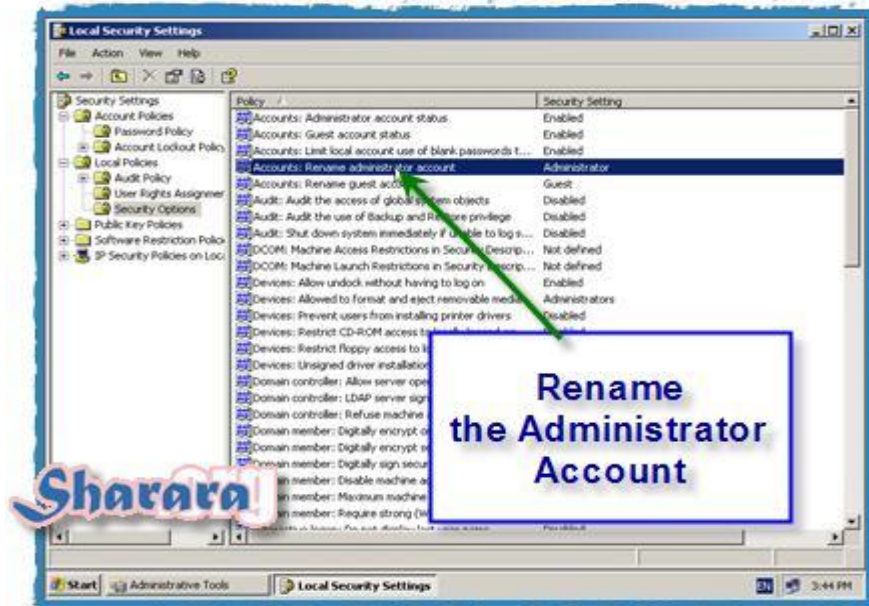 Local Security Settings
File Action View Help
Security Settings
Account Policies
Password Policy
Account Lockout Policy
Local Policies
Audit Policy
User Rights Assignmer
Security Options
Public Key Policies
Software Restriction Policie
IP Security Policies on Loca
Policy Security Setting
Accounts: Administrator account status Enabled
Accounts: Guest account status Enabled
Accounts: Limit local account use of blank passwords t... Enabled
Accounts: Rename administrator account Administrator
Accounts: Rename guest Guest
Audit: Audit the access of global system objects Disabled
Audit: Audit the use of Backup and Restore privilege Disabled
Audit: Shut down system immediately if unable to log s... Disabled
DCOM: Machine Access Restrictions in Security Descrip... Not defined
DCOM: Machine Launch Restrictions in Security Descrip... Not defined
Devices: Allow undock without having to log on Enabled
Devices: Allowed to format and eject removable media Administrators
Devices: Prevent users from installing printer drivers Disabled
Devices: Restrict CD-ROM access to
Devices: Restrict floppy access to
Devices: Unsigned driver installation
Domain controller: Allow server
Domain controller: LDAP server
Domain controller: Refuse machine
Domain member: Digitally encrypt
Domain member: Digitally encrypt
Domain member: Digitally sign
member: Disable machine
member: Maximum machine
member: Require strong (W
Rename
the Administrator
Account
Sharara
Start Administrative Tools Local Security Settings EN 3:44 PM